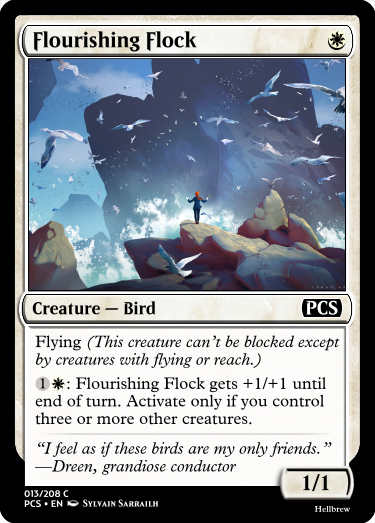 Flourishing Flock
Creature — Bird
PCS
Flying (This creature can't be blocked except
by creatures with flying or reach.)
1: Flourishing Flock gets +1/+1 until
end of turn. Activate only if you control
three or more other creatures.
“I feel as if these birds are my only friends.”
—Dreen, grandiose conductor
1/1
013/208 C
PCS • EN Sylvain Sarrailh
Hellbrew